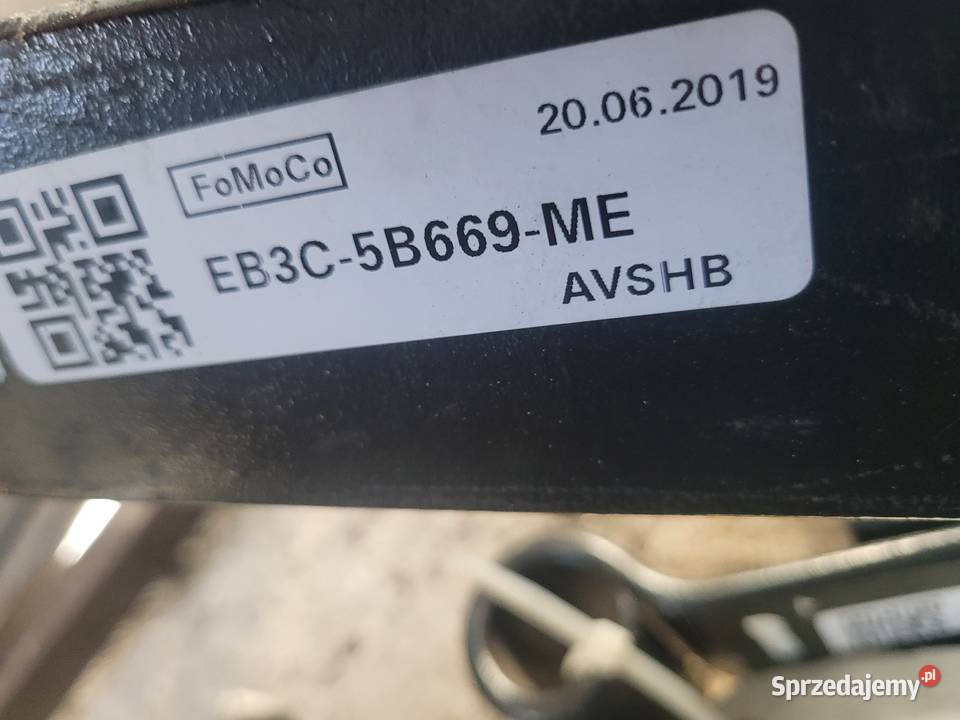 20.06.2019
FoMoCo
EB3C-5B669-ME
AVSHB
Sprzedajemy.pl